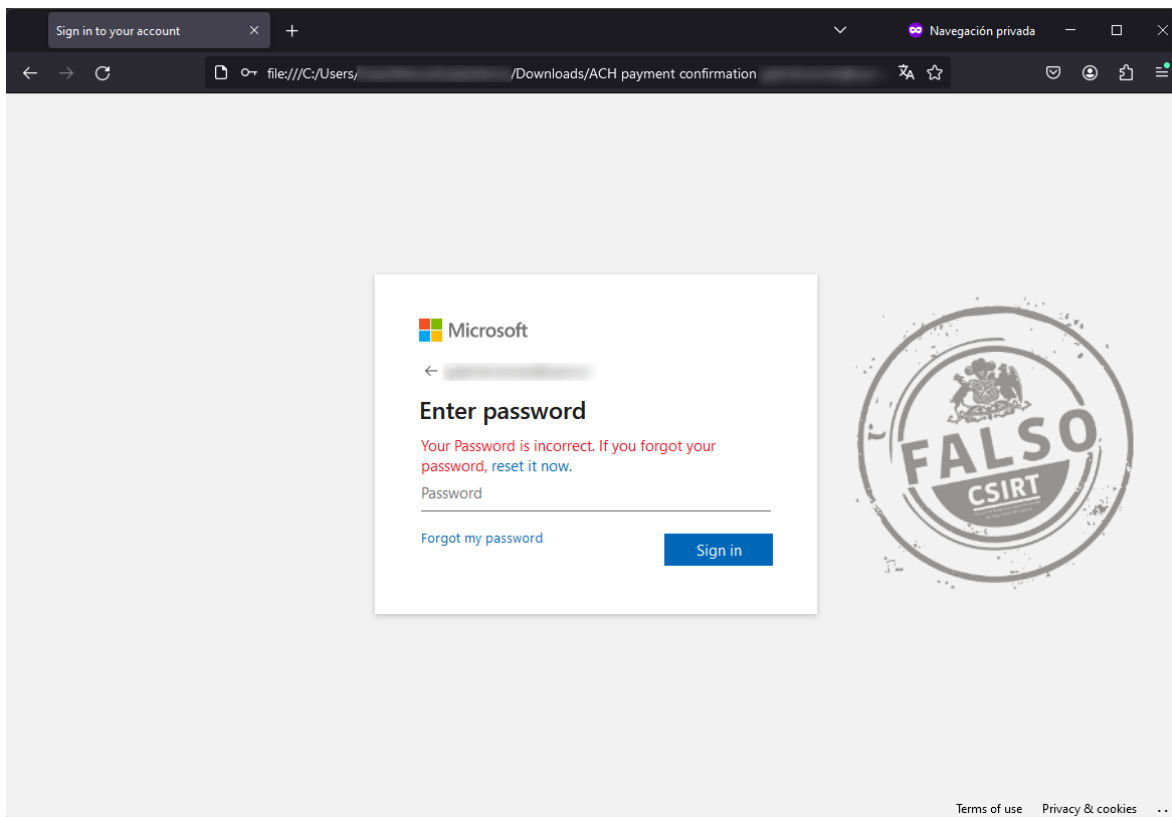 Sign in to your account
Navegación privada
file:///C:/Users/ /Downloads/ACH payment confirmation
Microsoft
Enter password
Your Password is incorrect. If you forgot your
password, reset it now.
Password
Forgot my password
Sign in
FALSO
CSIRT
Terms of use Privacy & cookies ..